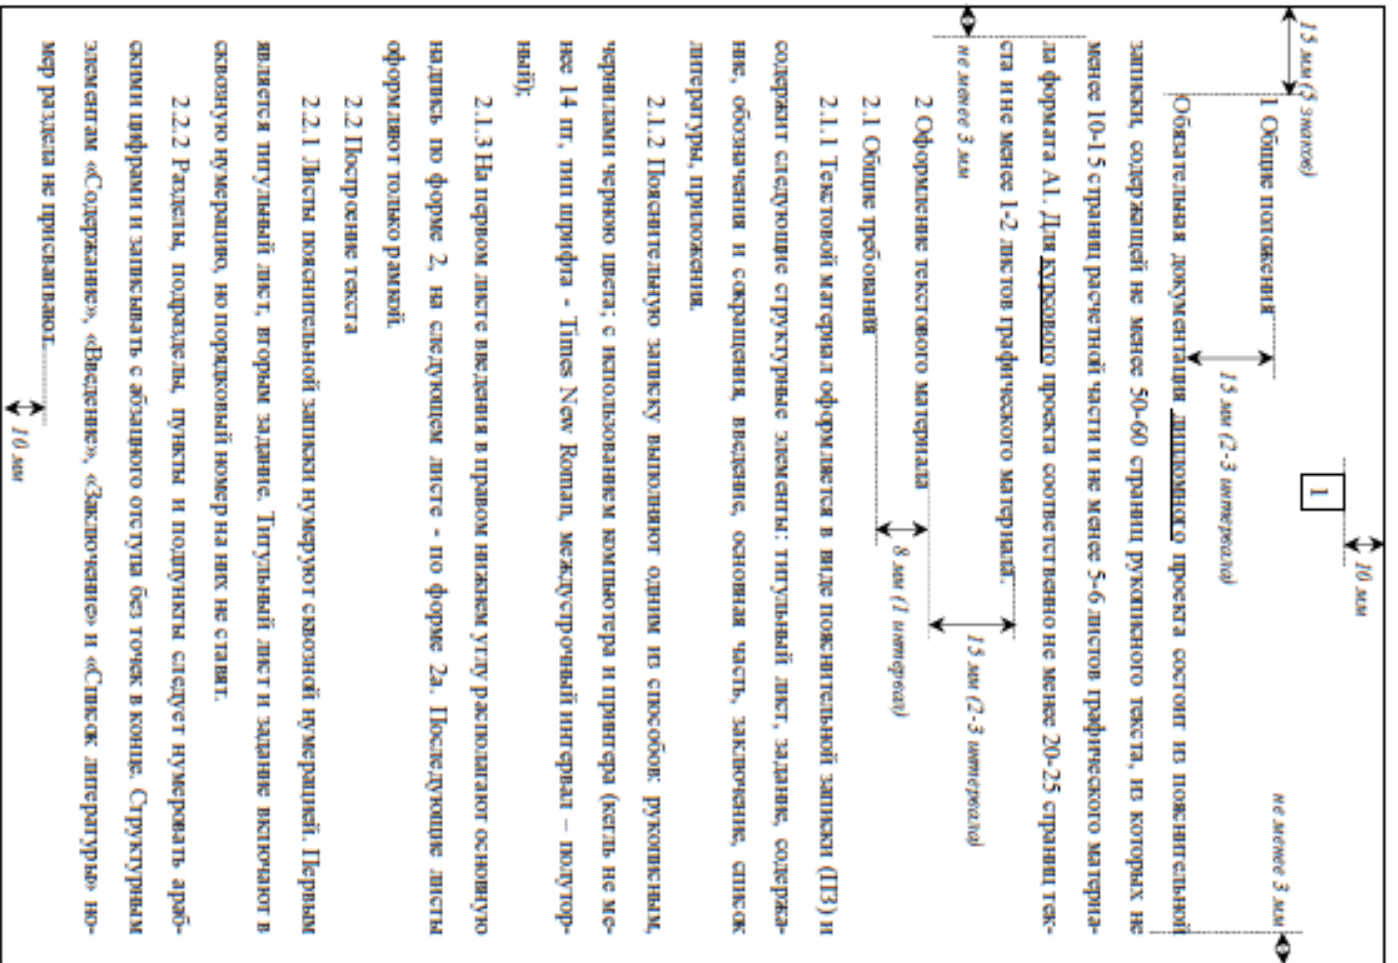 1
10 мм
15 мм (5 знаков)
1 Общие положения
15 мм (2-3 интервала)
не менее 3 мм
Обязательная документация дипломного проекта состоит из пояснительной
записки, содержащей не менее 50-60 страниц рукописного текста, из которых не
менее 10-15 страниц расчетной части и не менее 5-6 листов графического материа-
ла формата А1. Для курсового проекта соответственно не менее 20-25 страниц тек-
ста и не менее 1-2 листов графического материала.
не менее 3 мм
15 мм (2-3 интервала)
2 Оформление текстового материала
8 мм (1 интервал)
2.1 Общие требования
2.1.1 Текстовой материал оформляется в виде пояснительной записки (ПЗ) и
содержит следующие структурные элементы: титульный лист, задание, содержа-
ние, обозначения и сокращения, введение, основная часть, заключение, список
литературы, приложения.
2.1.2 Пояснительную записку выполняют одним из способов: рукописным,
чернилами черного цвета; с использованием компьютера и принтера (кегль не ме-
нее 14 пт, тип шрифта - Times New Roman, междустрочный интервал – полутор-
ный);
2.1.3 На первом листе введения в правом нижнем углу располагают основную
надпись по форме 2, на следующем листе - по форме 2а. Последующие листы
оформляют только рамкой.
2.2 Построение текста
2.2.1 Листы пояснительной записки нумеруют сквозной нумерацией. Первым
является титульный лист, вторым задание. Титульный лист и задание включают в
сквозную нумерацию, но порядковый номер на них не ставят.
2.2.2 Разделы, подразделы, пункты и подпункты следует нумеровать араб-
скими цифрами и записывать с абзацного отступа без точек в конце. Структурным
элементам «Содержание», «Введение», «Заключение» и «Список литературы» но-
мер раздела не присваивают.
10 мм